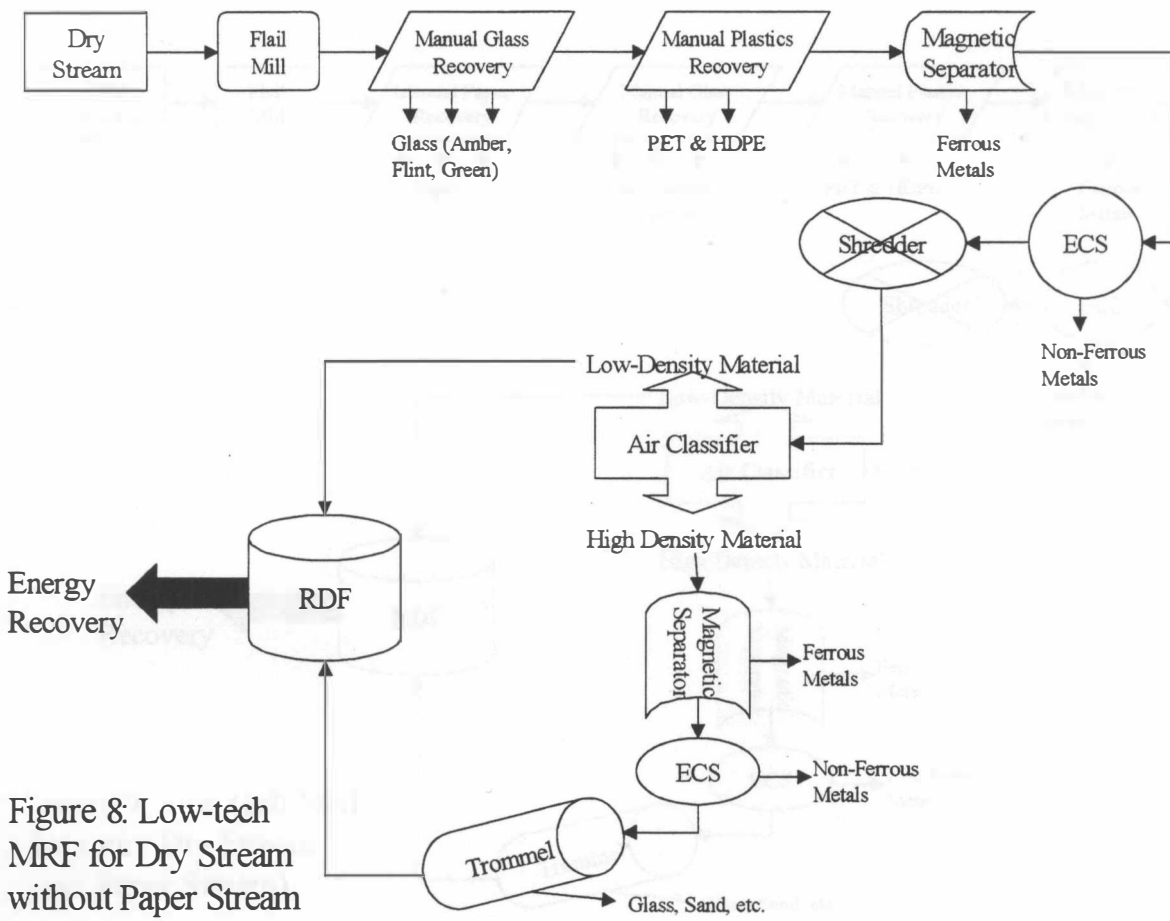 Dry
Stream
Flail
Mill
Manual Glass
Recovery
Manual Plastics
Recovery
Magnetic
Separator
Glass (Amber,
Flint, Green)
PET & HDPE
Ferrous
Metals
Shredder
ECS
Non-Ferrous
Metals
Low-Density Material
Air Classifier
High Density Material
Energy
Recovery
RDF
Magnetic
Separator
Ferrous
Metals
ECS
Non-Ferrous
Metals
Trommel
Glass, Sand, etc.
Figure 8: Low-tech
MRF for Dry Stream
without Paper Stream